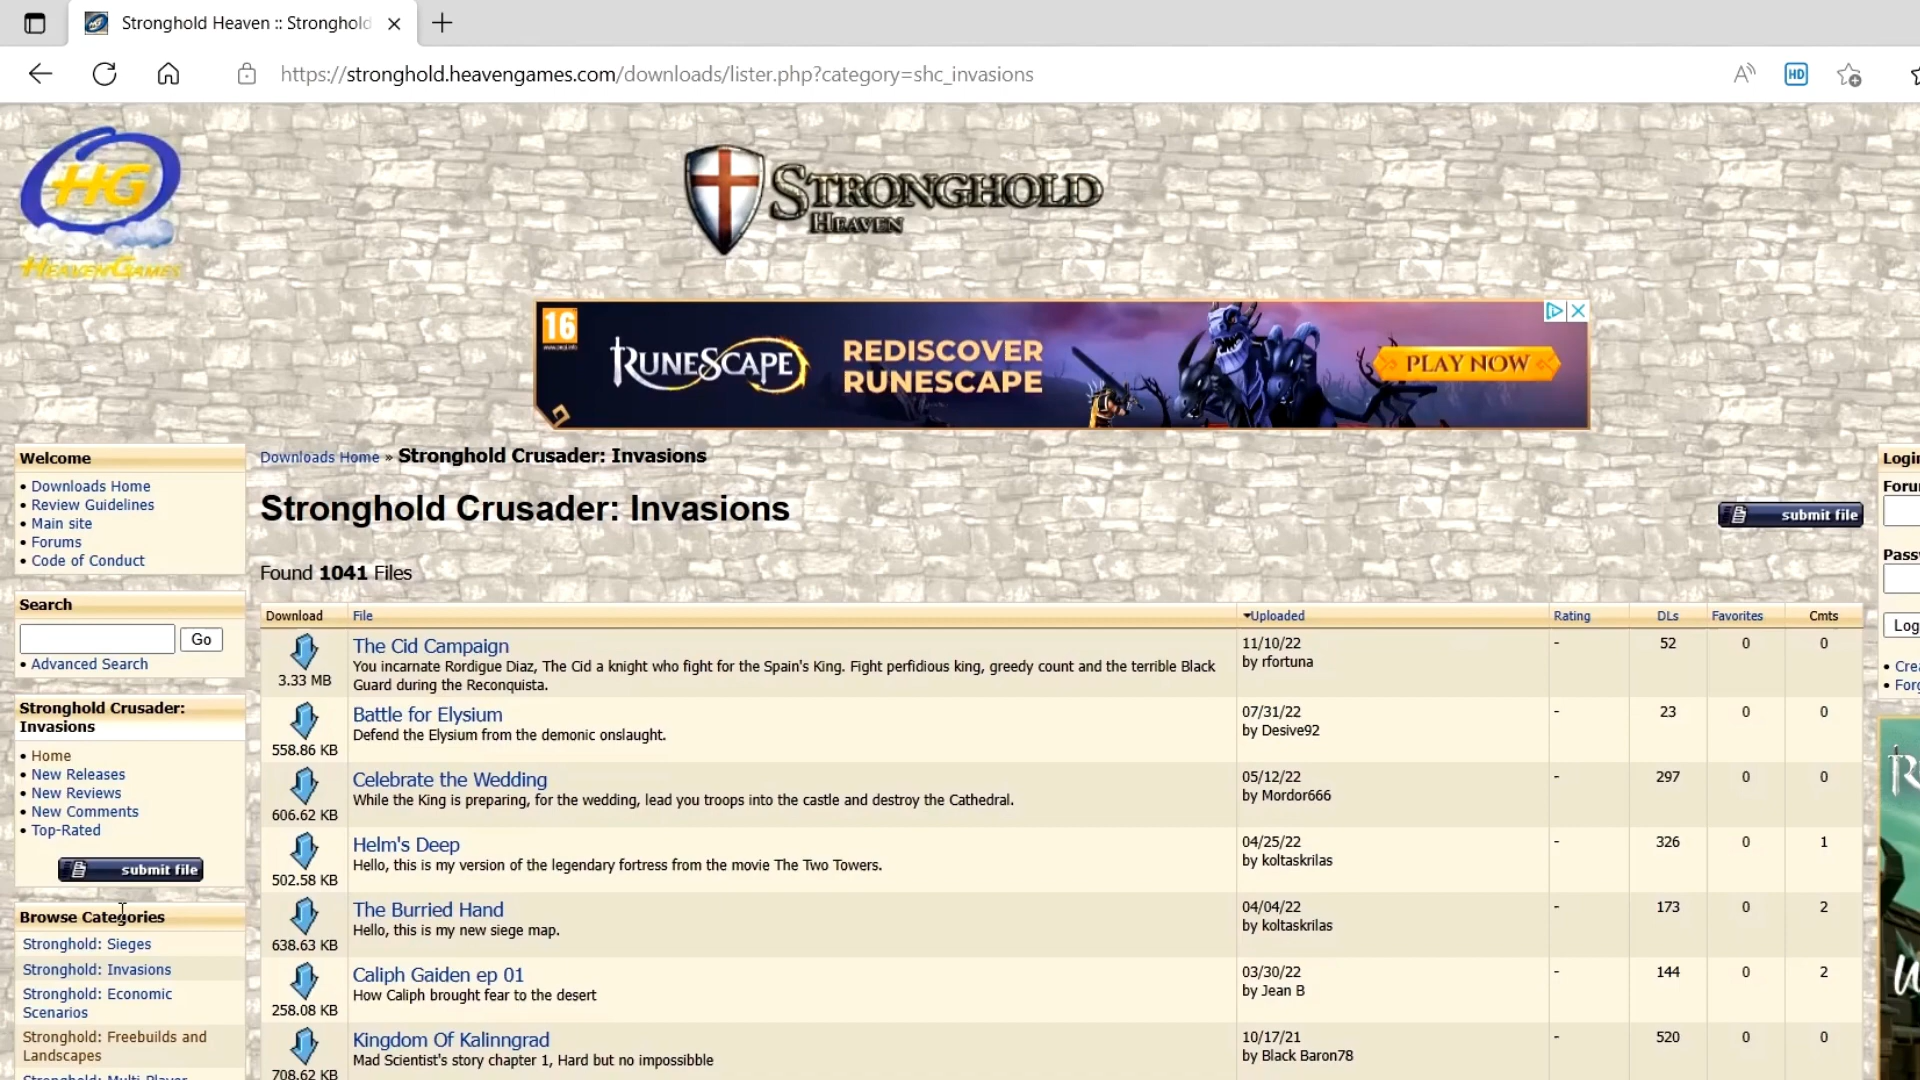 Stronghold Heaven :: Stronghold
https://stronghold.heavengames.com/downloads/lister.php?category=shc_invasions
HD
HG
HEAVENGAMES
STRONGHOLD
HEAVEN
16
RUNESCAPE
REDISCOVER
RUNESCAPE
PLAY NOW
Welcome
• Downloads Home
• Review Guidelines
• Main site
• Forums
• Code of Conduct
Search
Go
• Advanced Search
Stronghold Crusader:
Invasions
• Home
• New Releases
• New Reviews
• New Comments
• Top-Rated
submit file
Browse Categories
Stronghold: Sieges
Stronghold: Invasions
Stronghold: Economic
Scenarios
Stronghold: Freebuilds and
Landscapes
Stronghold: Multi Player
Downloads Home » Stronghold Crusader: Invasions
Stronghold Crusader: Invasions
submit file
Found 1041 Files
Download File Uploaded Rating DLs Favorites Cmts
The Cid Campaign 11/10/22 - 52 0 0
You incarnate Rordigue Diaz, The Cid a knight who fight for the Spain's King. Fight perfidious king, greedy count and the terrible Black by rfortuna
3.33 MB Guard during the Reconquista.
Battle for Elysium 07/31/22 - 23 0 0
Defend the Elysium from the demonic onslaught. by Desive92
558.86 KB
Celebrate the Wedding 05/12/22 - 297 0 0
While the King is preparing, for the wedding, lead you troops into the castle and destroy the Cathedral. by Mordor666
606.62 KB
Helm's Deep 04/25/22 - 326 0 1
Hello, this is my version of the legendary fortress from the movie The Two Towers. by koltaskrilas
502.58 KB
The Burried Hand 04/04/22 - 173 0 2
Hello, this is my new siege map. by koltaskrilas
638.63 KB
Caliph Gaiden ep 01 03/30/22 - 144 0 2
How Caliph brought fear to the desert by Jean B
258.08 KB
Kingdom Of Kalinngrad 10/17/21 - 520 0 0
Mad Scientist's story chapter 1, Hard but no impossibble by Black Baron78
708.62 KB
Login
Foru
Passw
Log
• Crea
• Forg